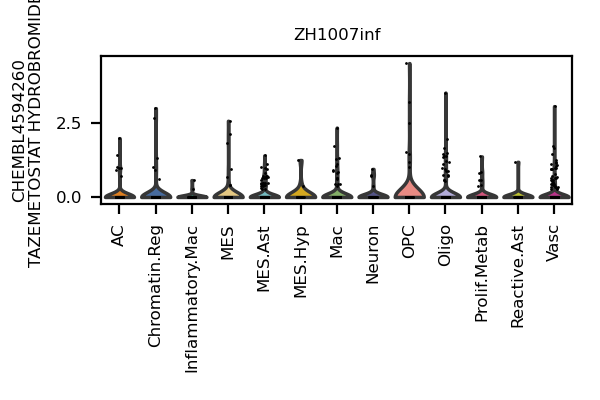 ZH1007inf
CHEMBL4594260
TAZEMETOSTAT HYDROBROMIDE
2.5
0.0
AC
Chromatin.Reg
Inflammatory.Mac
MES
MES.Ast
MES.Hyp
Mac
Neuron
OPC
Oligo
Prolif.Metab
Reactive.Ast
Vasc